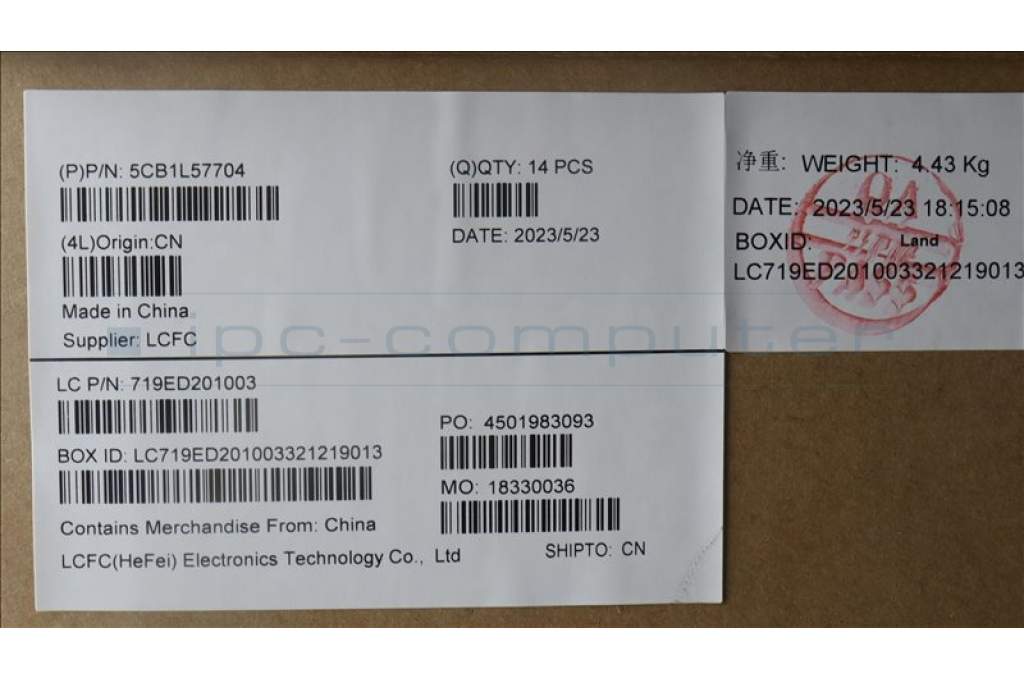 (P)P/N: 5CB1L57704
(Q)QTY: 14 PCS
(4L)Origin:CN
DATE: 2023/5/23
Made in China
Supplier: LCFC
净重: WEIGHT: 4.43 Kg
DATE: 2023/5/23 18:15:08
BOXID: Land
LC719ED201003321219013
QA
ipc-computer
LC P/N: 719ED201003
PO: 4501983093
BOX ID: LC719ED201003321219013
MO: 18330036
Contains Merchandise From: China
LCFC(HeFei) Electronics Technology Co., Ltd
SHIPTO: CN